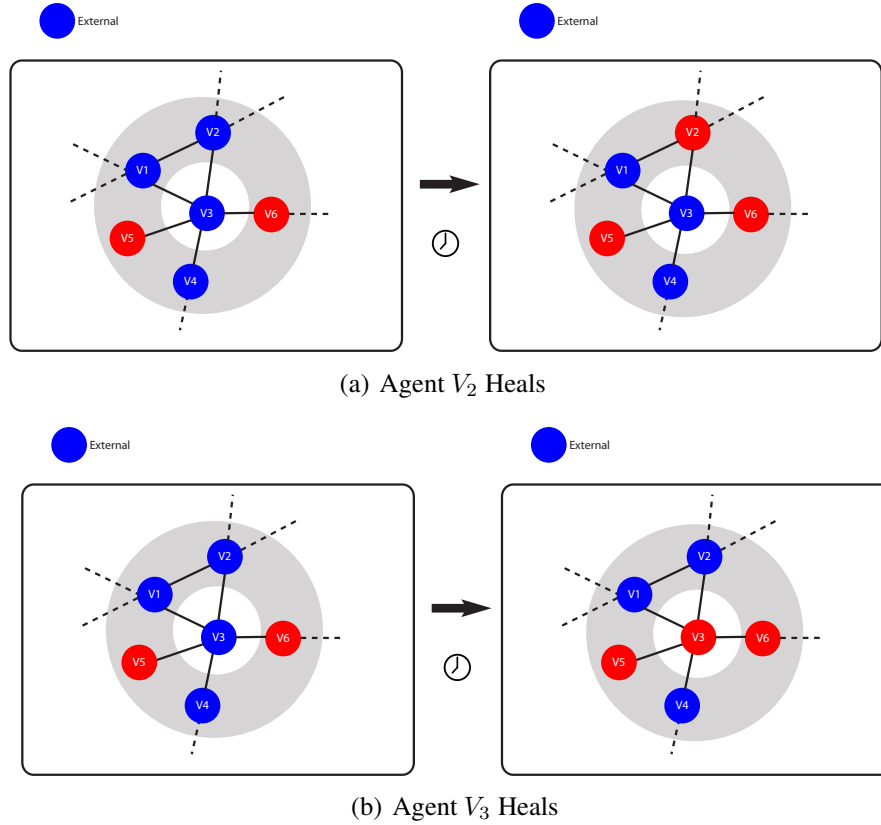 External
External
V2
V2
V1
V1
V3
V6
V3
V6
V5
V5
V4
V4
(a) Agent V2 Heals
External
External
V2
V2
V1
V1
V3
V6
V3
V6
V5
V5
V4
V4
(b) Agent V3 Heals